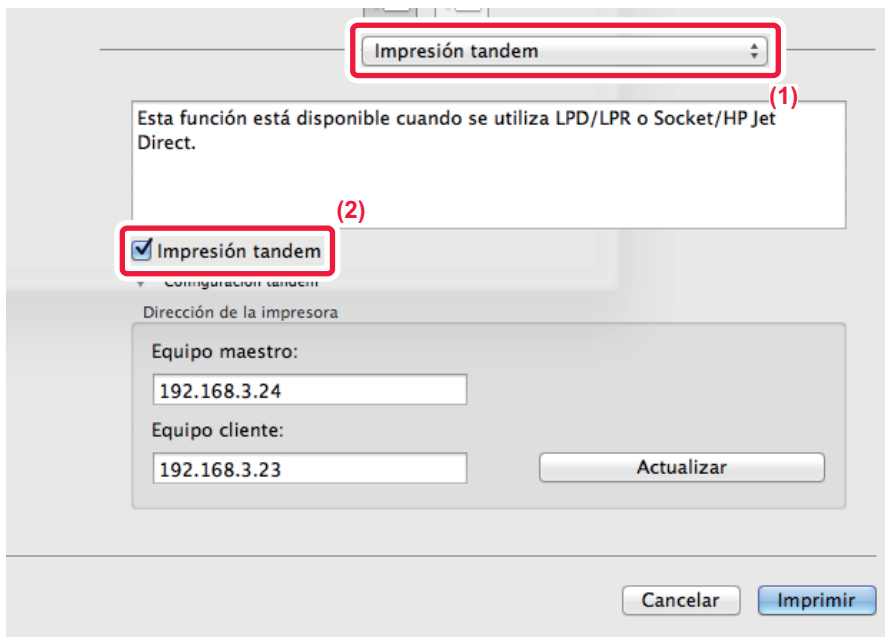 Impresión tandem
(1)
Esta función está disponible cuando se utiliza LPD/LPR o Socket/HP Jet
Direct.
(2)
Impresión tandem
Configuración tandem
Dirección de la impresora
Equipo maestro:
192.168.3.24
Equipo cliente:
192.168.3.23
Actualizar
Cancelar
Imprimir